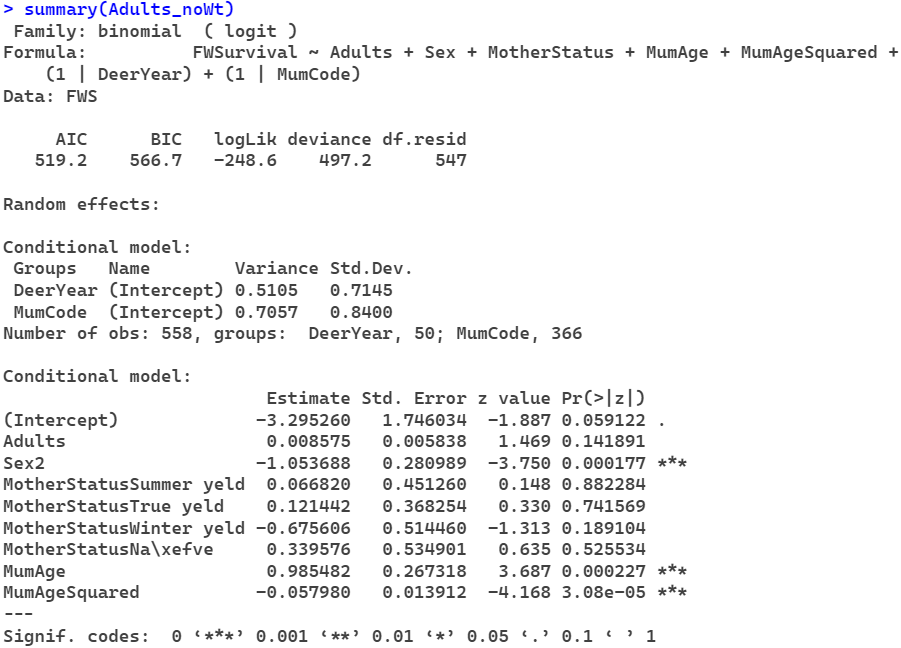 > summary(Adults_noWt)
 Family: binomial  ( logit )
Formula:          FWSurvival ~ Adults + Sex + MotherStatus + MumAge + MumAgeSquared +
    (1 | DeerYear) + (1 | MumCode)
Data: FWS

     AIC      BIC   logLik deviance df.resid
   519.2    566.7   -248.6    497.2      547

Random effects:

Conditional model:
 Groups   Name        Variance Std.Dev.
 DeerYear (Intercept) 0.5105   0.7145
 MumCode  (Intercept) 0.7057   0.8400
Number of obs: 558, groups:  DeerYear, 50; MumCode, 366

Conditional model:
                         Estimate Std. Error z value Pr(>|z|)
(Intercept)             -3.295260   1.746034  -1.887 0.059122 .
Adults                   0.008575   0.005838   1.469 0.141891
Sex2                    -1.053688   0.280989  -3.750 0.000177 ***
MotherStatusSummer yeld  0.066820   0.451260   0.148 0.882284
MotherStatusTrue yeld    0.121442   0.368254   0.330 0.741569
MotherStatusWinter yeld -0.675606   0.514460  -1.313 0.189104
MotherStatusNa\xefve     0.339576   0.534901   0.635 0.525534
MumAge                   0.985482   0.267318   3.687 0.000227 ***
MumAgeSquared           -0.057980   0.013912  -4.168 3.08e-05 ***
---
Signif. codes:  0 ‘***’ 0.001 ‘**’ 0.01 ‘*’ 0.05 ‘.’ 0.1 ‘ ’ 1